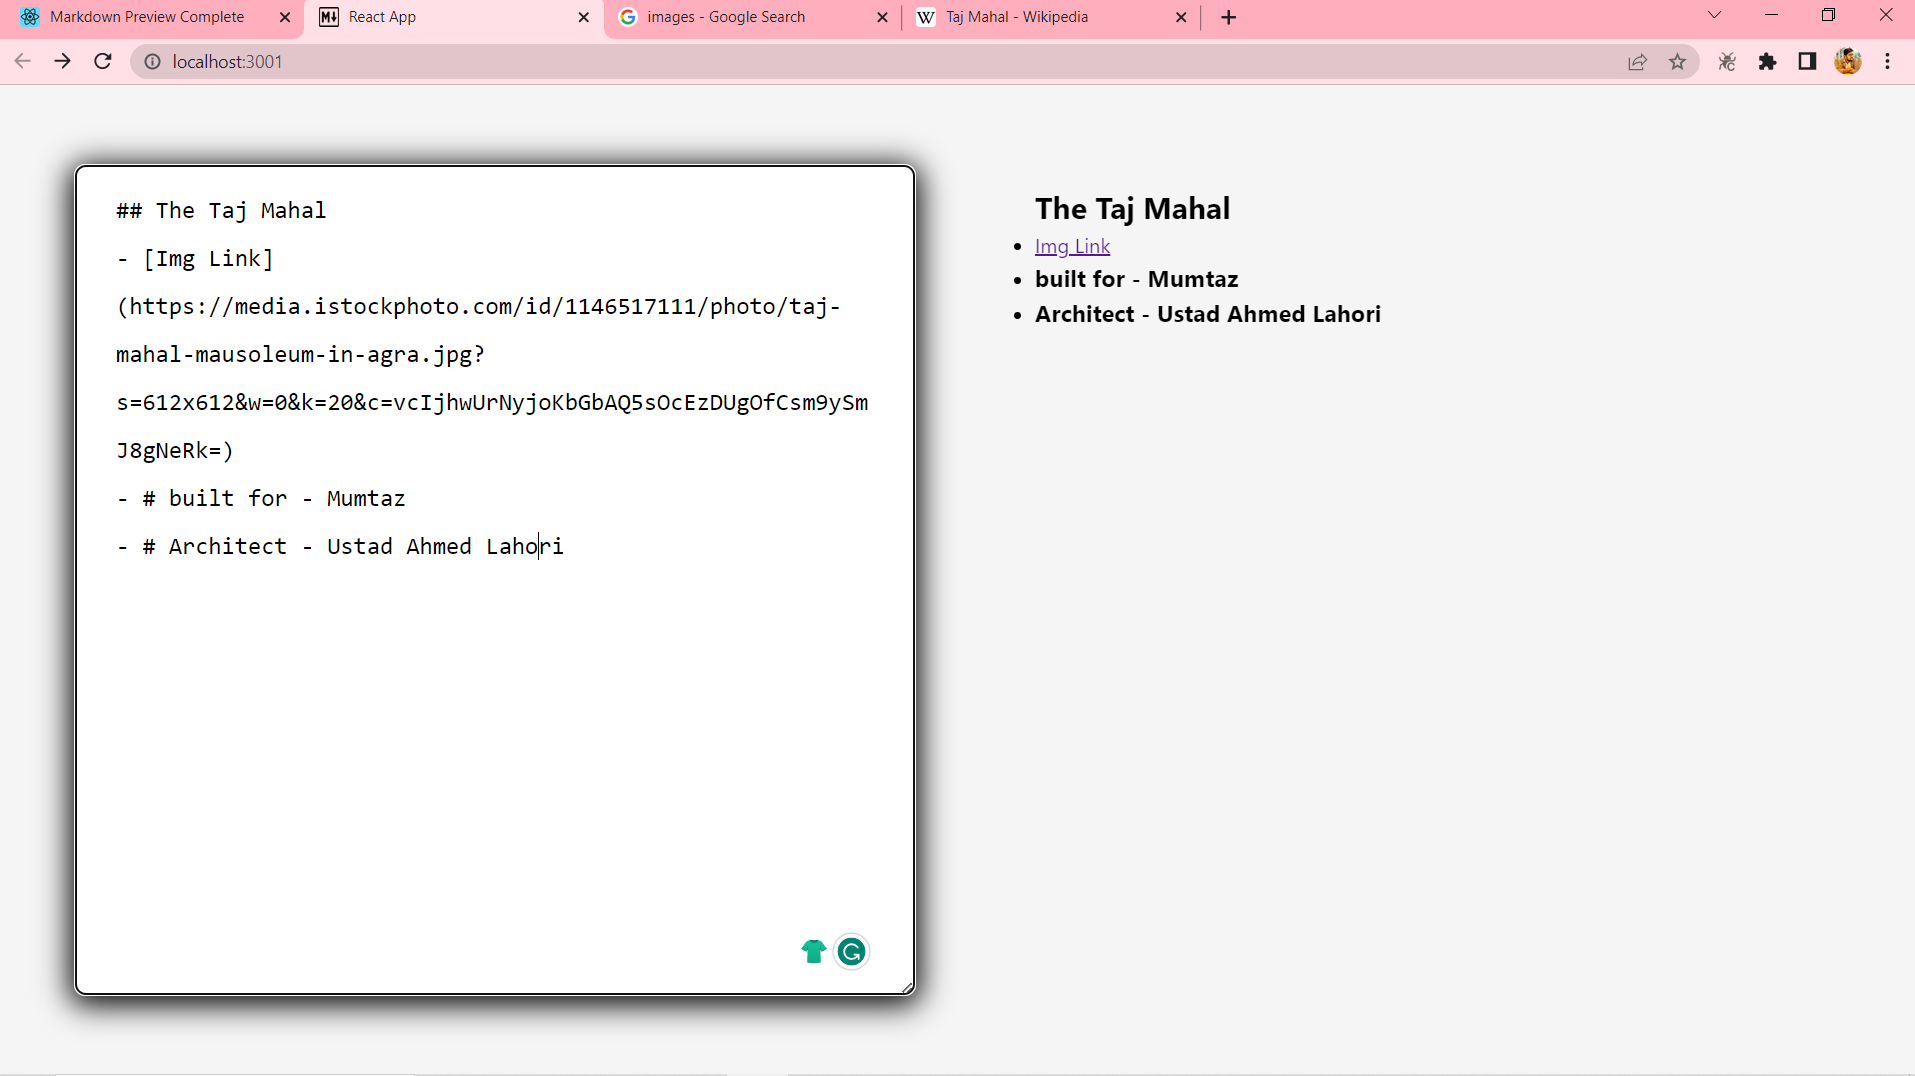 Markdown Preview Complete
React App
images - Google Search
Taj Mahal - Wikipedia
localhost:3001
## The Taj Mahal
- [Img Link]
(https://media.istockphoto.com/id/1146517111/photo/taj-
mahal-mausoleum-in-agra.jpg?
s=612x612&w=0&k=20&c=vcIjhwUrNyjoKbGbAQ5sOcEzDUgOfCsm9ySm
J8gNeRk=)
- # built for - Mumtaz
- # Architect - Ustad Ahmed Lahori
The Taj Mahal
Img Link
built for - Mumtaz
Architect - Ustad Ahmed Lahori